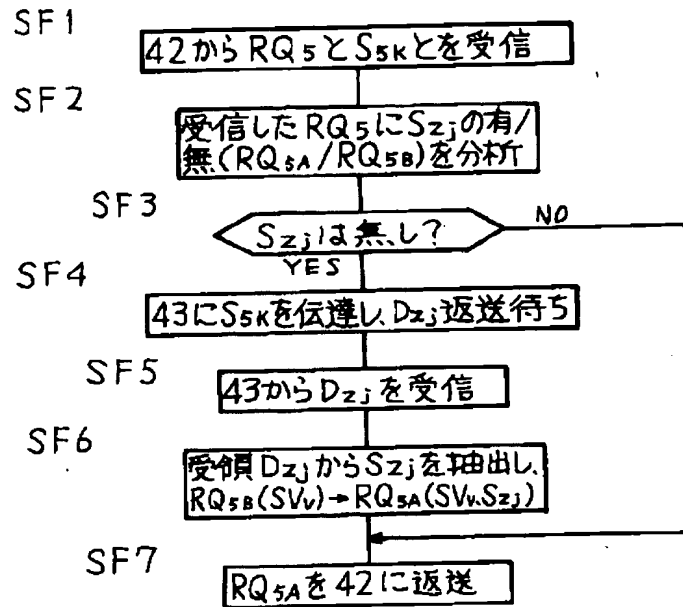 SF1
42からRQ5とS5Kとを受信
SF2
受信したRQ5にSzjの有/
無(RQ5A/RQ5B)を分析
SF3
Szjは無し?
NO
YES
SF4
43にS5Kを伝達し、Dzj返送待ち
SF5
43からDzjを受信
SF6
受領DzjからSzjを抽出し、
RQ5B(SVv)→RQ5A(SVv.Szj)
SF7
RQ5Aを42に返送